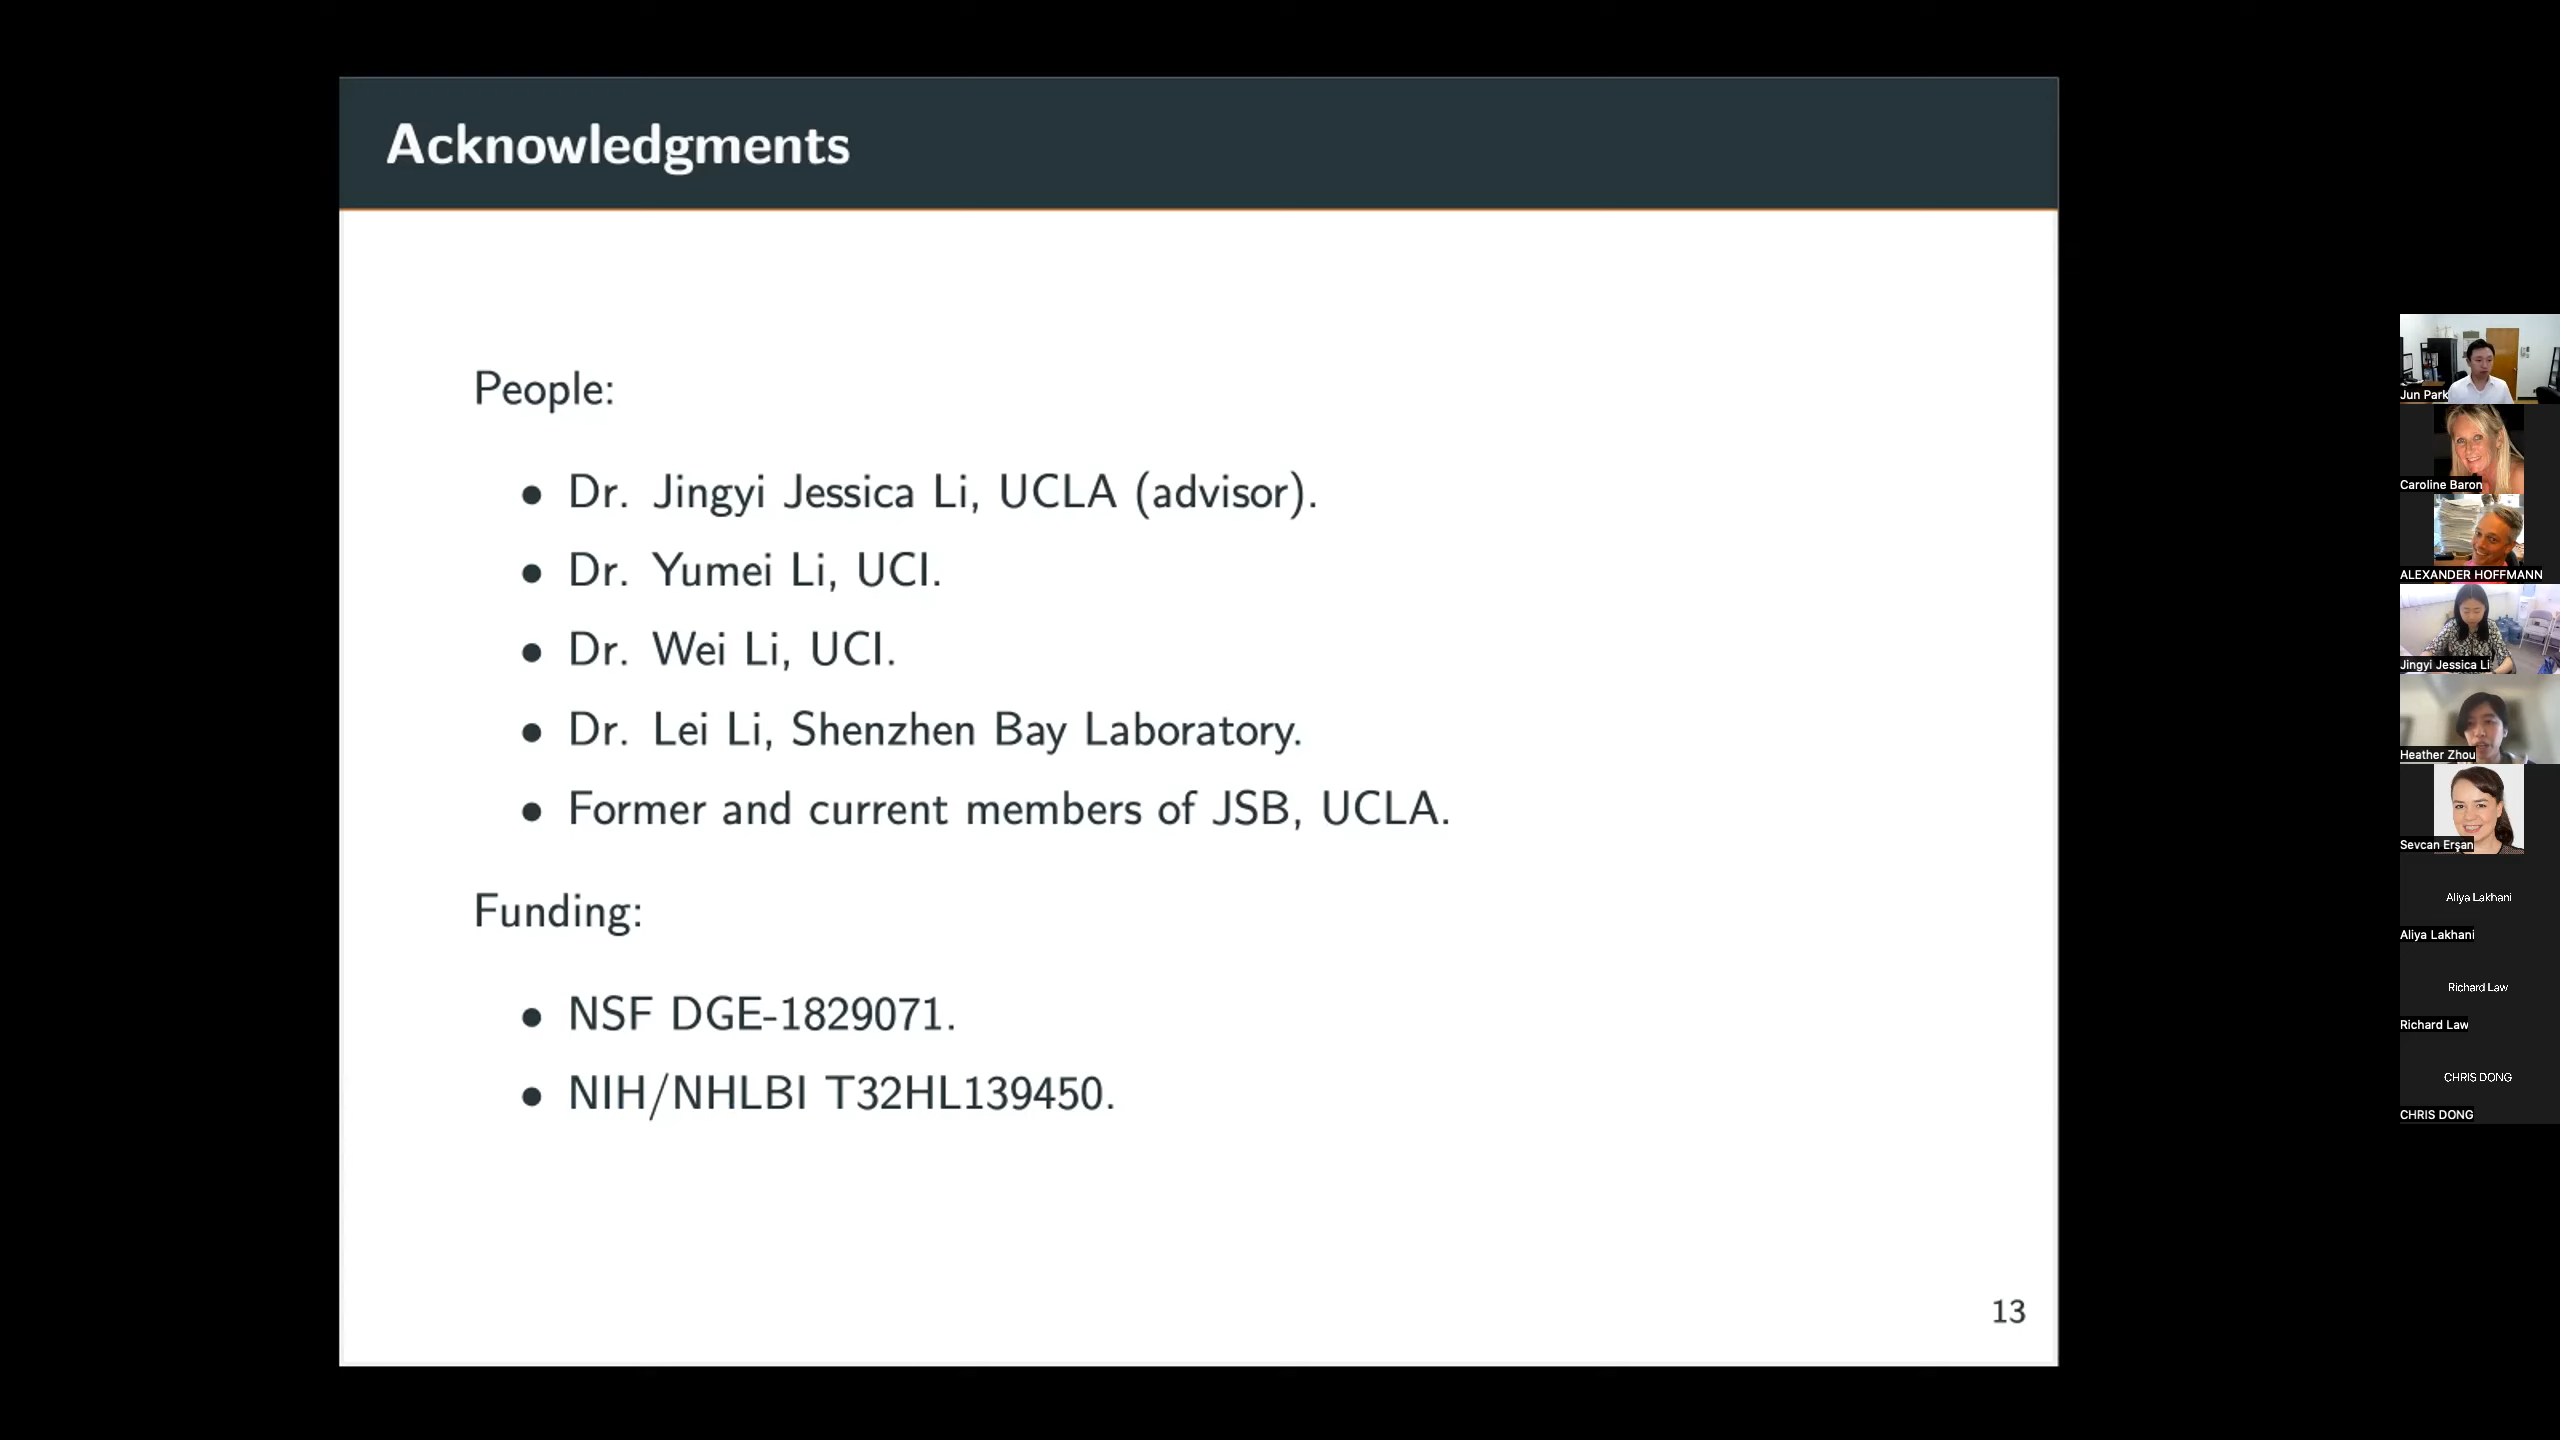 Acknowledgments
People:
• Dr. Jingyi Jessica Li, UCLA (advisor).
• Dr. Yumei Li, UCI.
• Dr. Wei Li, UCI.
• Dr. Lei Li, Shenzhen Bay Laboratory.
• Former and current members of JSB, UCLA.
Funding:
• NSF DGE-1829071.
• NIH/NHLBI T32HL139450.
13
Jun Park
Caroline Baron
ALEXANDER HOFFMANN
Jingyi Jessica Li
Heather Zhou
Sevcan Erşan
Aliya Lakhani
Aliya Lakhani
Richard Law
Richard Law
CHRIS DONG
CHRIS DONG